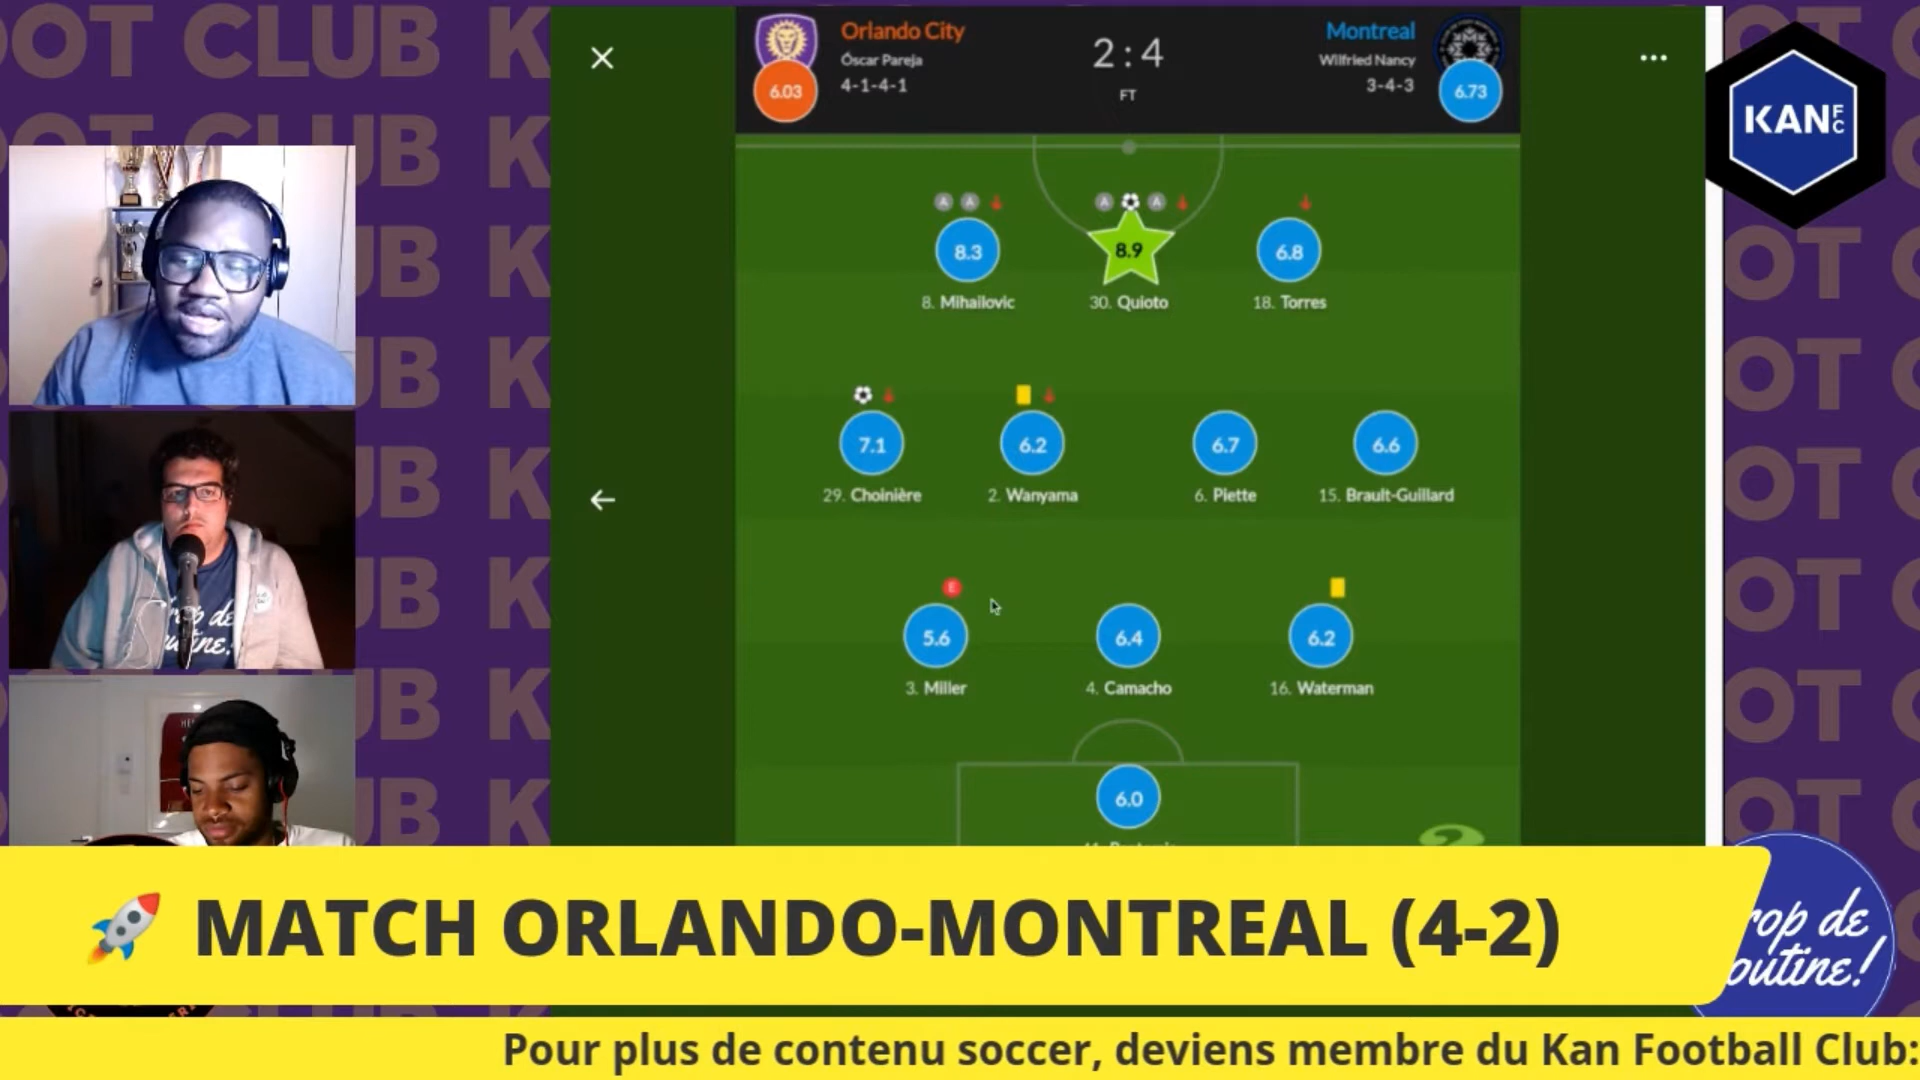 OOT CLUB K
Orlando City
Óscar Pareja
4-1-4-1
6.03
2 : 4
FT
Montreal
Wilfried Nancy
3-4-3
6.73
KAN FC
A A
A A
8.3
8.9
6.8
8. Mihailovic
30. Quioto
18. Torres
7.1
6.2
6.7
6.6
29. Choinière
2. Wanyama
6. Piette
15. Brault-Guillard
E
5.6
6.4
6.2
3. Miller
4. Camacho
16. Waterman
6.0
MATCH ORLANDO-MONTREAL (4-2)
rop de
outine!
Pour plus de contenu soccer, deviens membre du Kan Football Club: